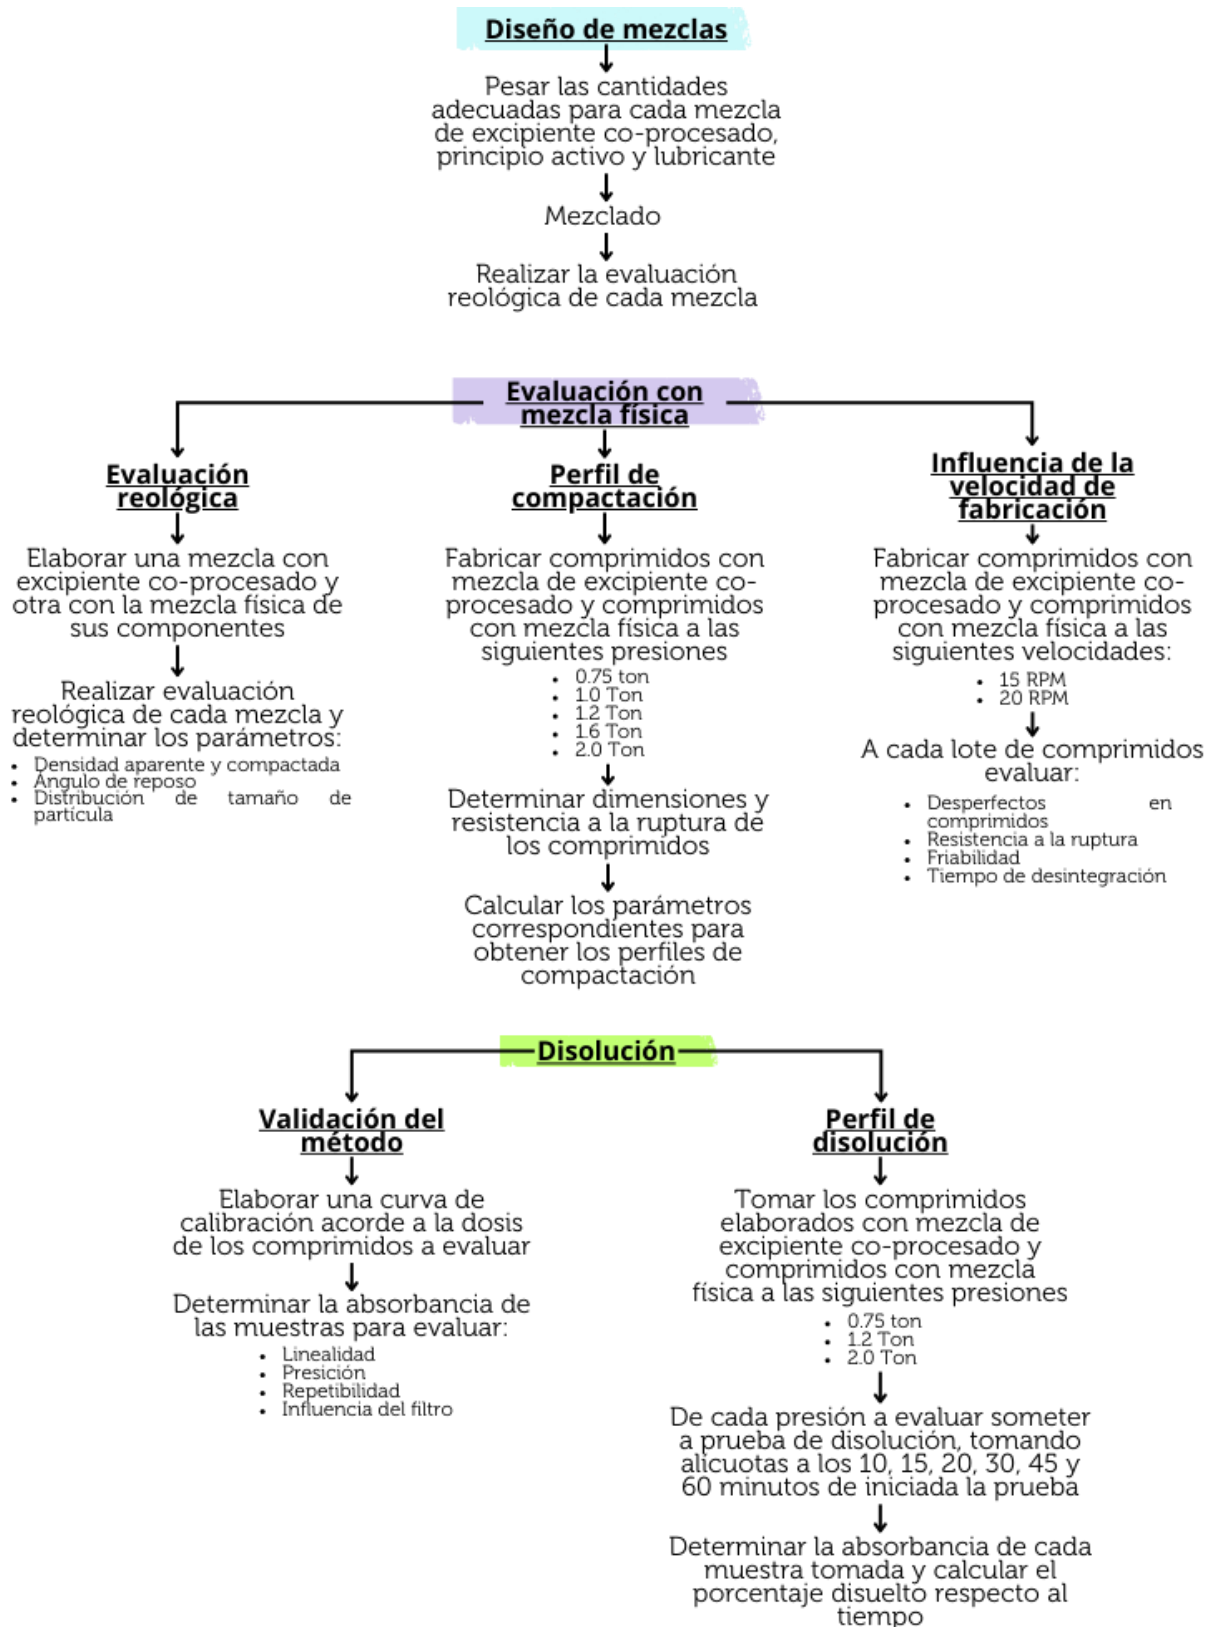 Diseño de mezclas
Pesar las cantidades
adecuadas para cada mezcla
de excipiente co-procesado,
principio activo y lubricante
Mezclado
Realizar la evaluación
reológica de cada mezcla
Evaluación con
mezcla física
Evaluación
reológica
Elaborar una mezcla con
excipiente co-procesado y
otra con la mezcla física de
sus componentes
Realizar evaluación
reológica de cada mezcla y
determinar los parámetros:
• Densidad aparente y compactada
• Ángulo de reposo
• Distribución de tamaño de
partícula
Perfil de
compactación
Fabricar comprimidos con
mezcla de excipiente co-
procesado y comprimidos
con mezcla física a las
siguientes presiones
• 0.75 ton
• 1.0 Ton
• 1.2 Ton
• 1.6 Ton
• 2.0 Ton
Determinar dimensiones y
resistencia a la ruptura de
los comprimidos
Calcular los parámetros
correspondientes para
obtener los perfiles de
compactación
Influencia de la
velocidad de
fabricación
Fabricar comprimidos con
mezcla de excipiente co-
procesado y comprimidos
con mezcla física a las
siguientes velocidades:
• 15 RPM
• 20 RPM
A cada lote de comprimidos
evaluar:
• Desperfectos en
comprimidos
• Resistencia a la ruptura
• Friabilidad
• Tiempo de desintegración
Disolución
Validación del
método
Elaborar una curva de
calibración acorde a la dosis
de los comprimidos a evaluar
Determinar la absorbancia de
las muestras para evaluar:
• Linealidad
• Presición
• Repetibilidad
• Influencia del filtro
Perfil de
disolución
Tomar los comprimidos
elaborados con mezcla de
excipiente co-procesado y
comprimidos con mezcla
física a las siguientes presiones
• 0.75 ton
• 1.2 Ton
• 2.0 Ton
De cada presión a evaluar someter
a prueba de disolución, tomando
alicuotas a los 10, 15, 20, 30, 45 y
60 minutos de iniciada la prueba
Determinar la absorbancia de cada
muestra tomada y calcular el
porcentaje disuelto respecto al
tiempo